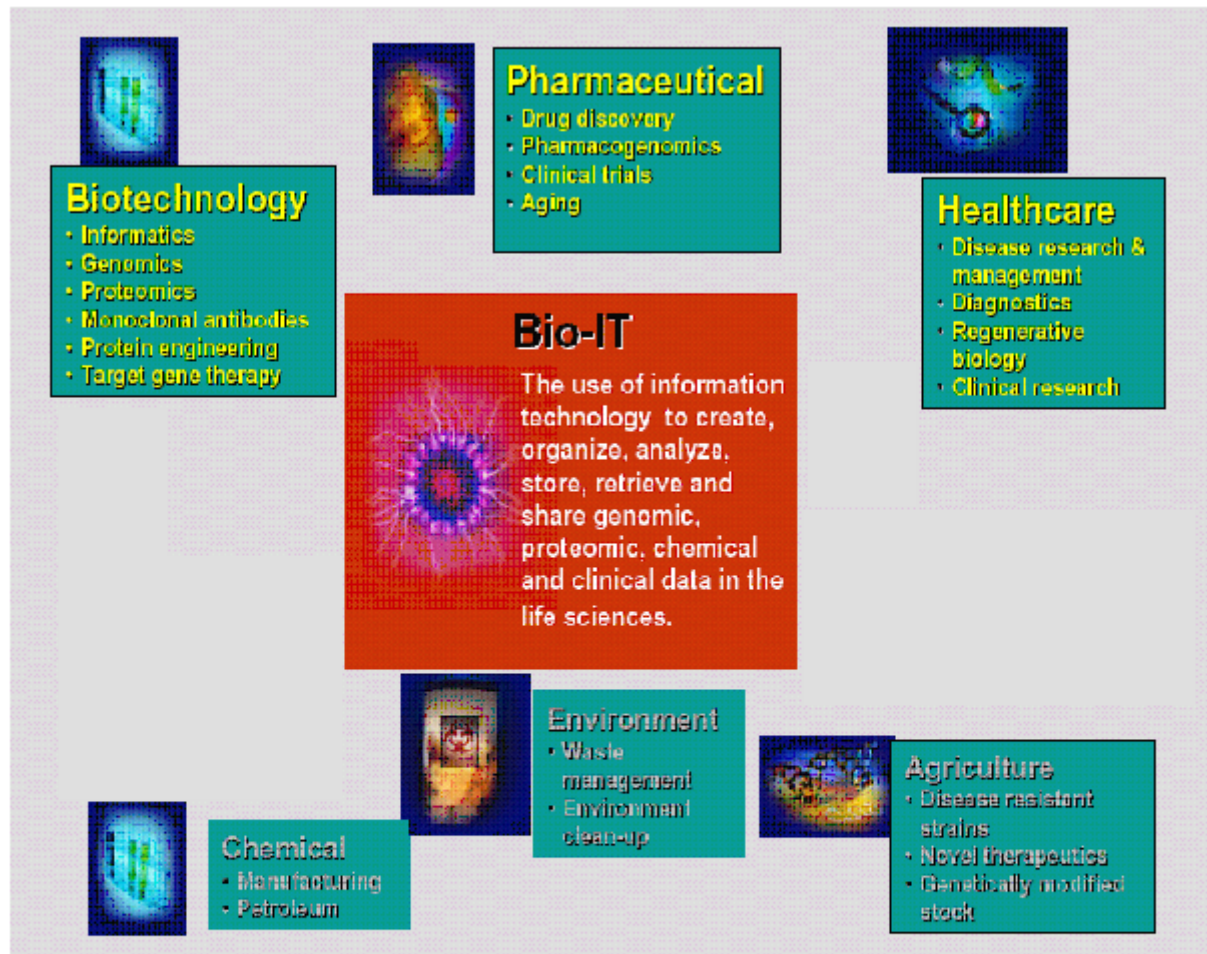 Pharmaceutical
• Drug discovery
• Pharmacogenomics
• Clinical trials
• Aging
Biotechnology
• Informatics
• Genomics
• Proteomics
• Monoclonal antibodies
• Protein engineering
• Target gene therapy
Healthcare
• Disease research &
management
• Diagnostics
• Regenerative
biology
• Clinical research
Bio-IT
The use of information
technology to create,
organize, analyze,
store, retrieve and
share genomic,
proteomic, chemical
and clinical data in the
life sciences.
Environment
• Waste
management
• Environment
clean-up
Agriculture
• Disease resistant
strains
• Novel therapeutics
• Genetically modified
stock
Chemical
• Manufacturing
• Petroleum